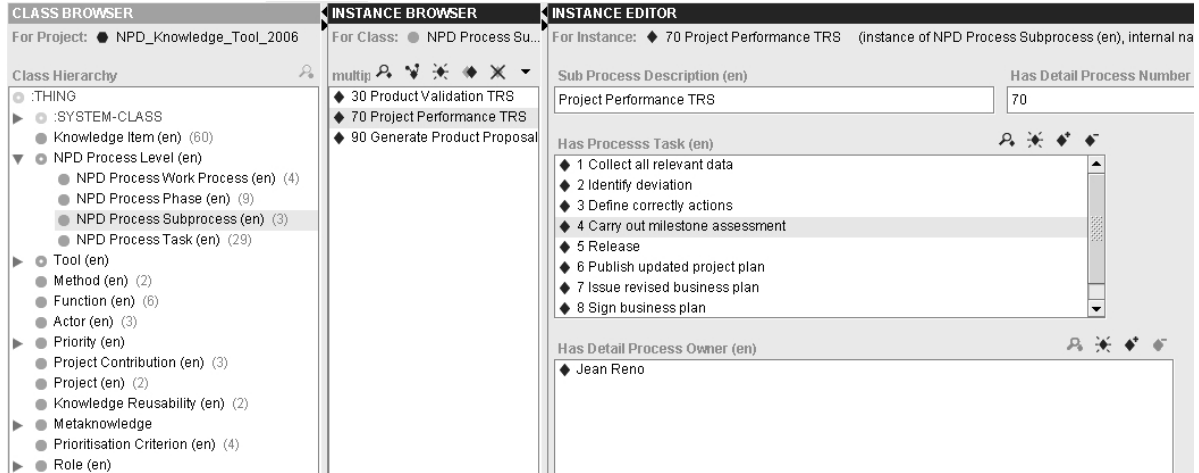 CLASS BROWSER
For Project: NPD_Knowledge_Tool_2006
Class Hierarchy
:THING
:SYSTEM-CLASS
Knowledge Item (en) (60)
NPD Process Level (en)
NPD Process Work Process (en) (4)
NPD Process Phase (en) (9)
NPD Process Subprocess (en) (3)
NPD Process Task (en) (29)
Tool (en)
Method (en) (2)
Function (en) (6)
Actor (en) (3)
Priority (en)
Project Contribution (en) (3)
Project (en) (2)
Knowledge Reusability (en) (2)
Metaknowledge
Prioritisation Criterion (en) (4)
Role (en)
INSTANCE BROWSER
For Class: NPD Process Su...
multip
30 Product Validation TRS
70 Project Performance TRS
90 Generate Product Proposal
INSTANCE EDITOR
For Instance: 70 Project Performance TRS (instance of NPD Process Subprocess (en), internal na
Sub Process Description (en)
Project Performance TRS
Has Detail Process Number
70
Has Processs Task (en)
1 Collect all relevant data
2 Identify deviation
3 Define correctly actions
4 Carry out milestone assessment
5 Release
6 Publish updated project plan
7 Issue revised business plan
8 Sign business plan
Has Detail Process Owner (en)
Jean Reno